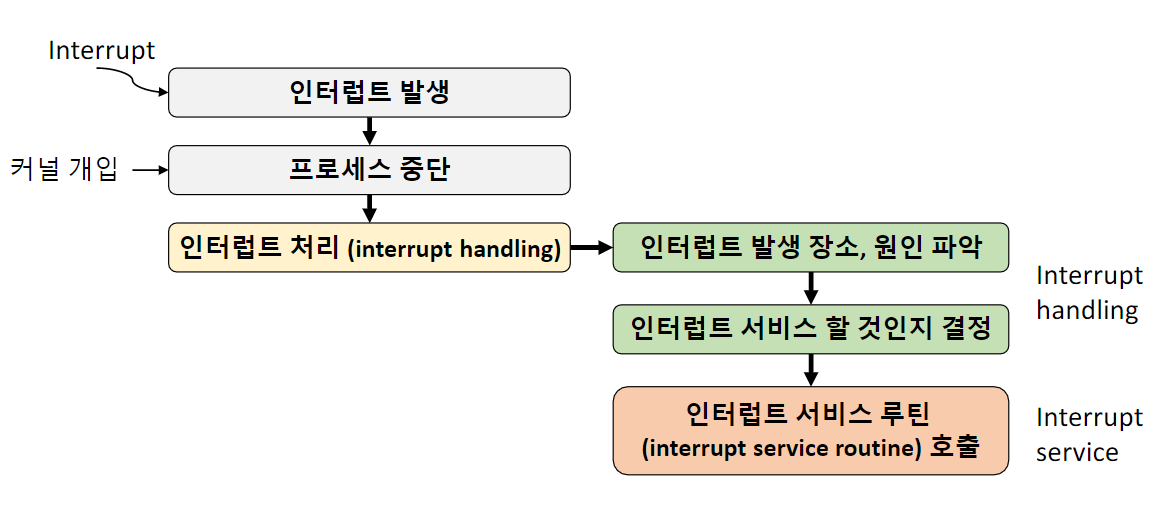 Interrupt
인터럽트 발생
커널 개입
프로세스 중단
인터럽트 처리 (interrupt handling)
인터럽트 발생 장소, 원인 파악
인터럽트 서비스 할 것인지 결정
Interrupt
handling
인터럽트 서비스 루틴
(interrupt service routine) 호출
Interrupt
service